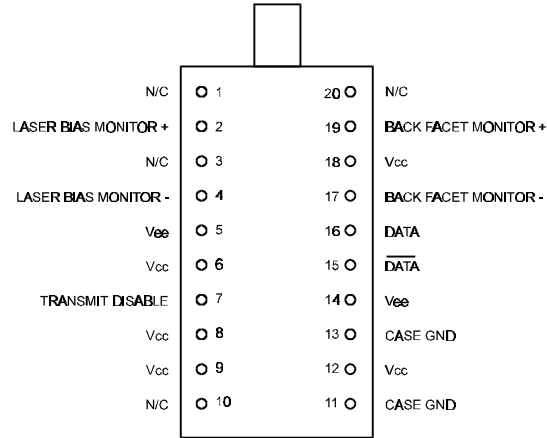 N/C 1 20 N/C
LASER BIAS MONITOR + 2 19 BACK FACET MONITOR +
N/C 3 18 Vcc
LASER BIAS MONITOR - 4 17 BACK FACET MONITOR -
Vee 5 16 DATA
Vcc 6 15 D̅A̅T̅A̅
TRANSMIT DISABLE 7 14 Vee
Vcc 8 13 CASE GND
Vcc 9 12 Vcc
N/C 10 11 CASE GND